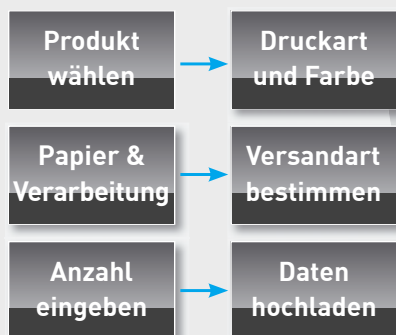 Produkt
wählen
Druckart
und Farbe
Papier &
Verarbeitung
Versandart
bestimmen
Anzahl
eingeben
Daten
hochladen